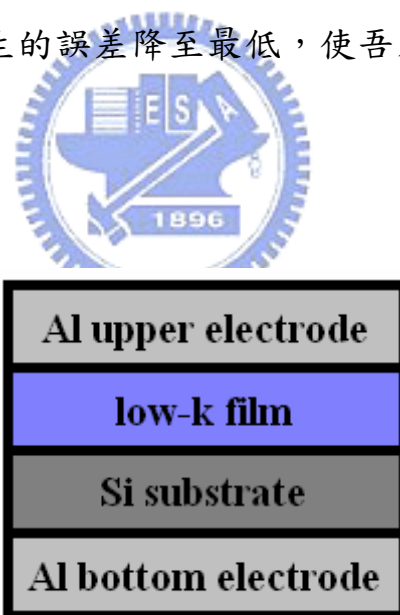 生的誤差降至最低，使吾
E S A
1896
Al upper electrode
low-k film
Si substrate
Al bottom electrode